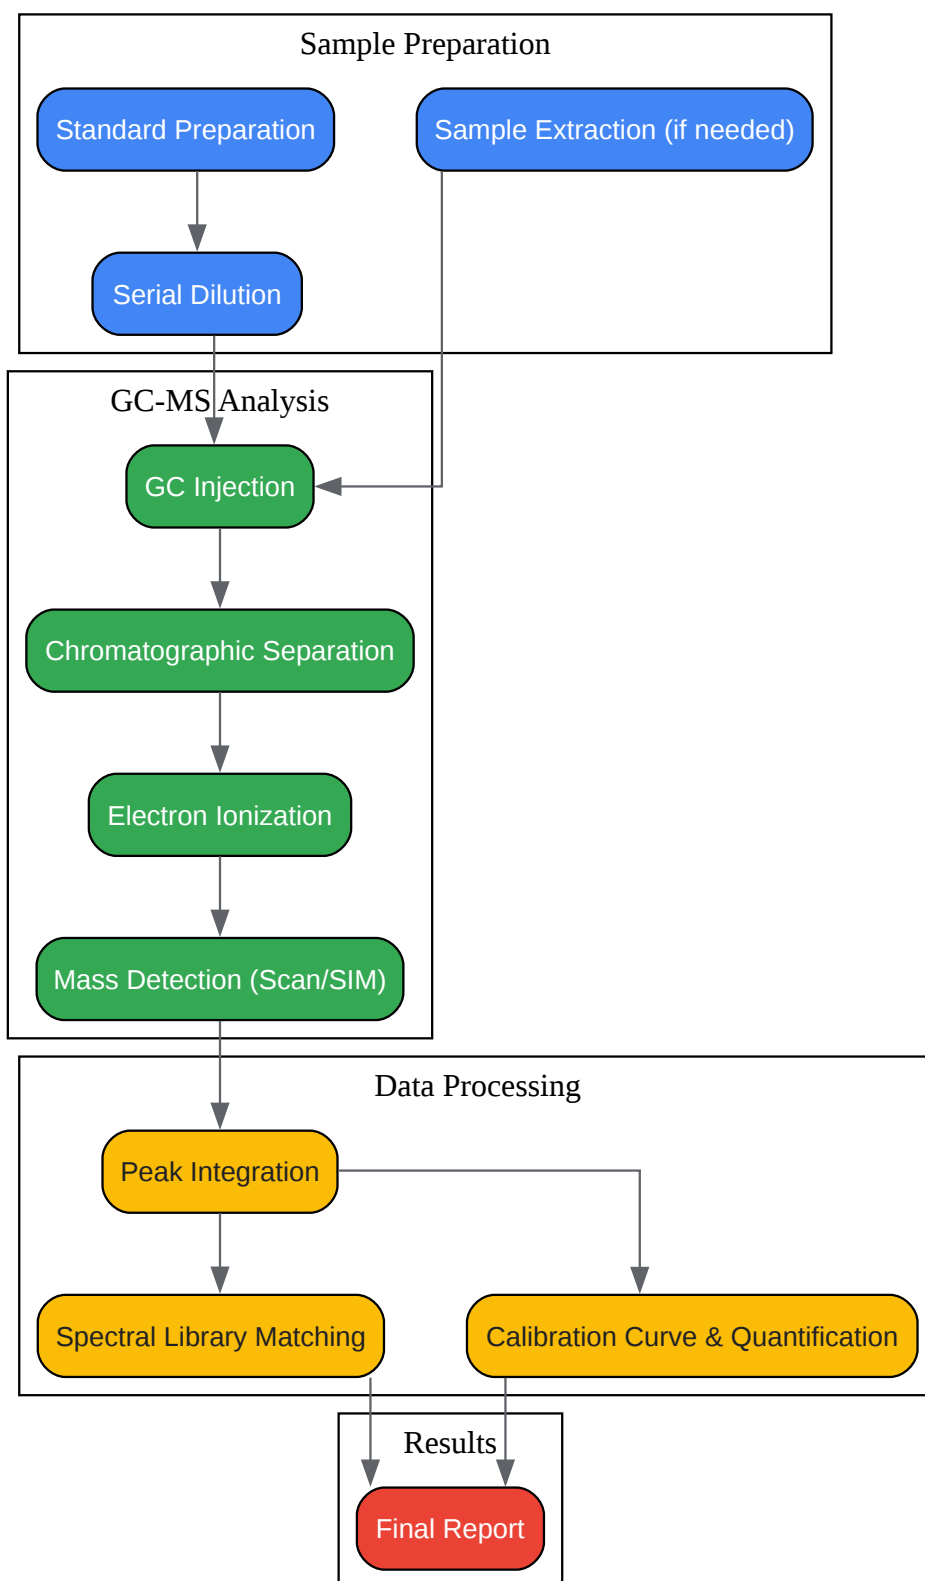 Sample Preparation
Standard Preparation
Sample Extraction (if needed)
Serial Dilution
GC-MS Analysis
GC Injection
Chromatographic Separation
Electron Ionization
Mass Detection (Scan/SIM)
Data Processing
Peak Integration
Spectral Library Matching
Calibration Curve & Quantification
Results
Final Report